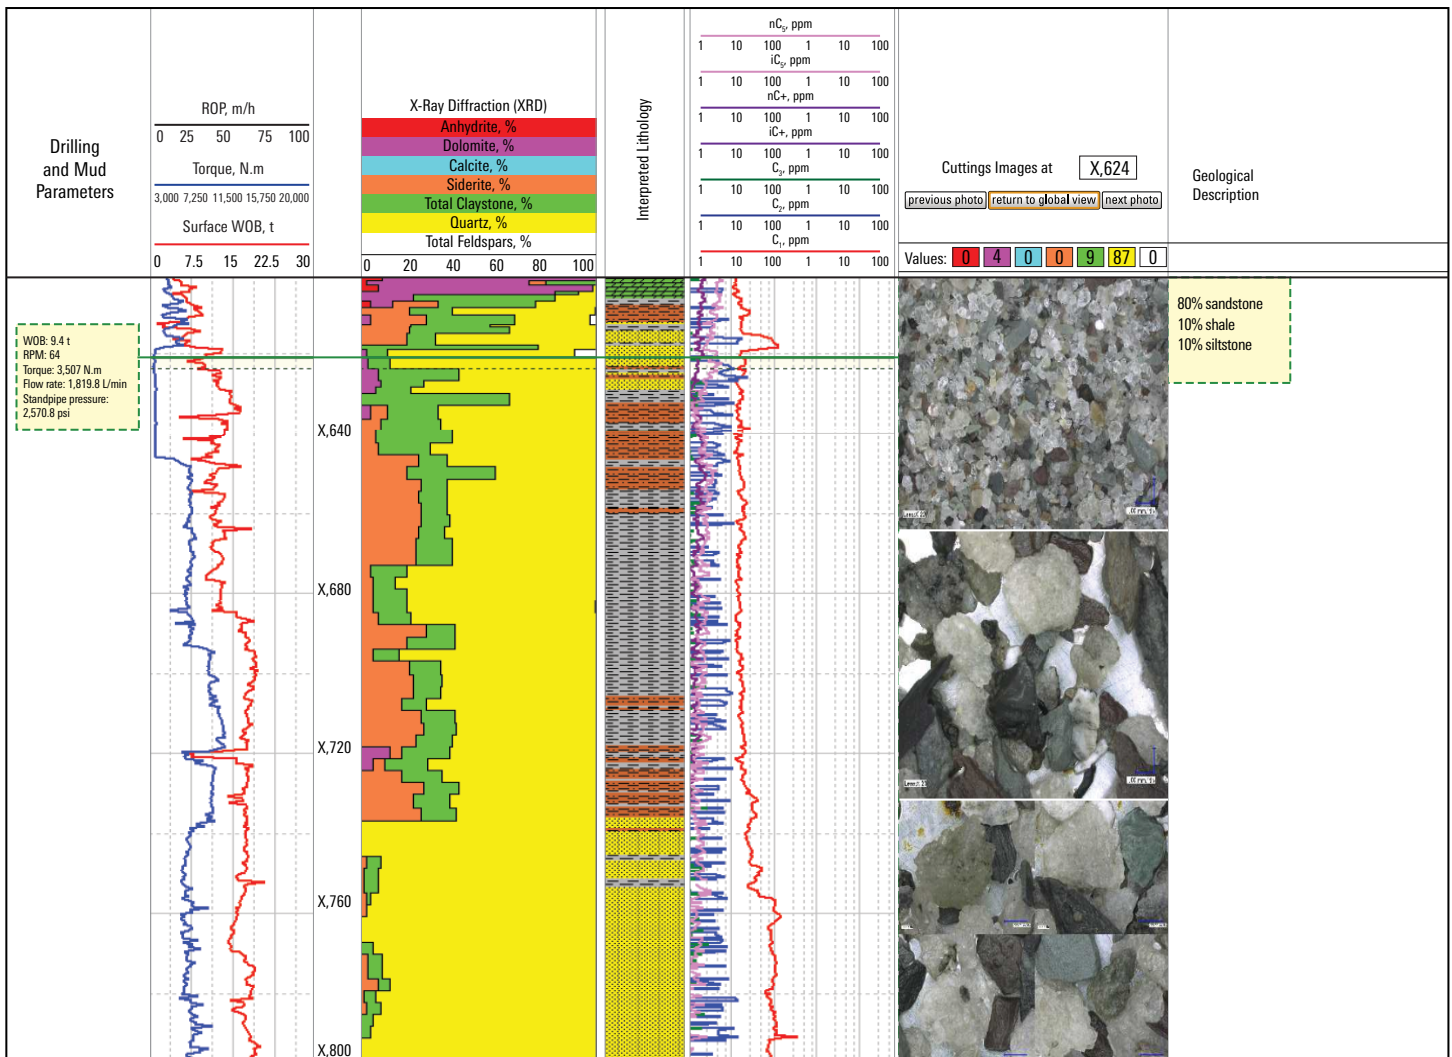 Drilling
and Mud
Parameters
ROP, m/h
0 25 50 75 100
Torque, N.m
3,000 7,250 11,500 15,750 20,000
Surface WOB, t
0 7.5 15 22.5 30
X-Ray Diffraction (XRD)
Anhydrite, %
Dolomite, %
Calcite, %
Siderite, %
Total Claystone, %
Quartz, %
Total Feldspars, %
0 20 40 60 80 100
Interpreted Lithology
nC5, ppm
1 10 100 1 10 100
iC5, ppm
1 10 100 1 10 100
nC+, ppm
1 10 100 1 10 100
iC+, ppm
1 10 100 1 10 100
C3, ppm
1 10 100 1 10 100
C2, ppm
1 10 100 1 10 100
C1, ppm
1 10 100 1 10 100
Cuttings Images at X,624
previous photo return to global view next photo
Values: 0 4 0 0 9 87 0
Geological
Description
WOB: 9.4 t
RPM: 64
Torque: 3,507 N.m
Flow rate: 1,819.8 L/min
Standpipe pressure:
2,570.8 psi
80% sandstone
10% shale
10% siltstone
X,640
X,680
X,720
X,760
X,800